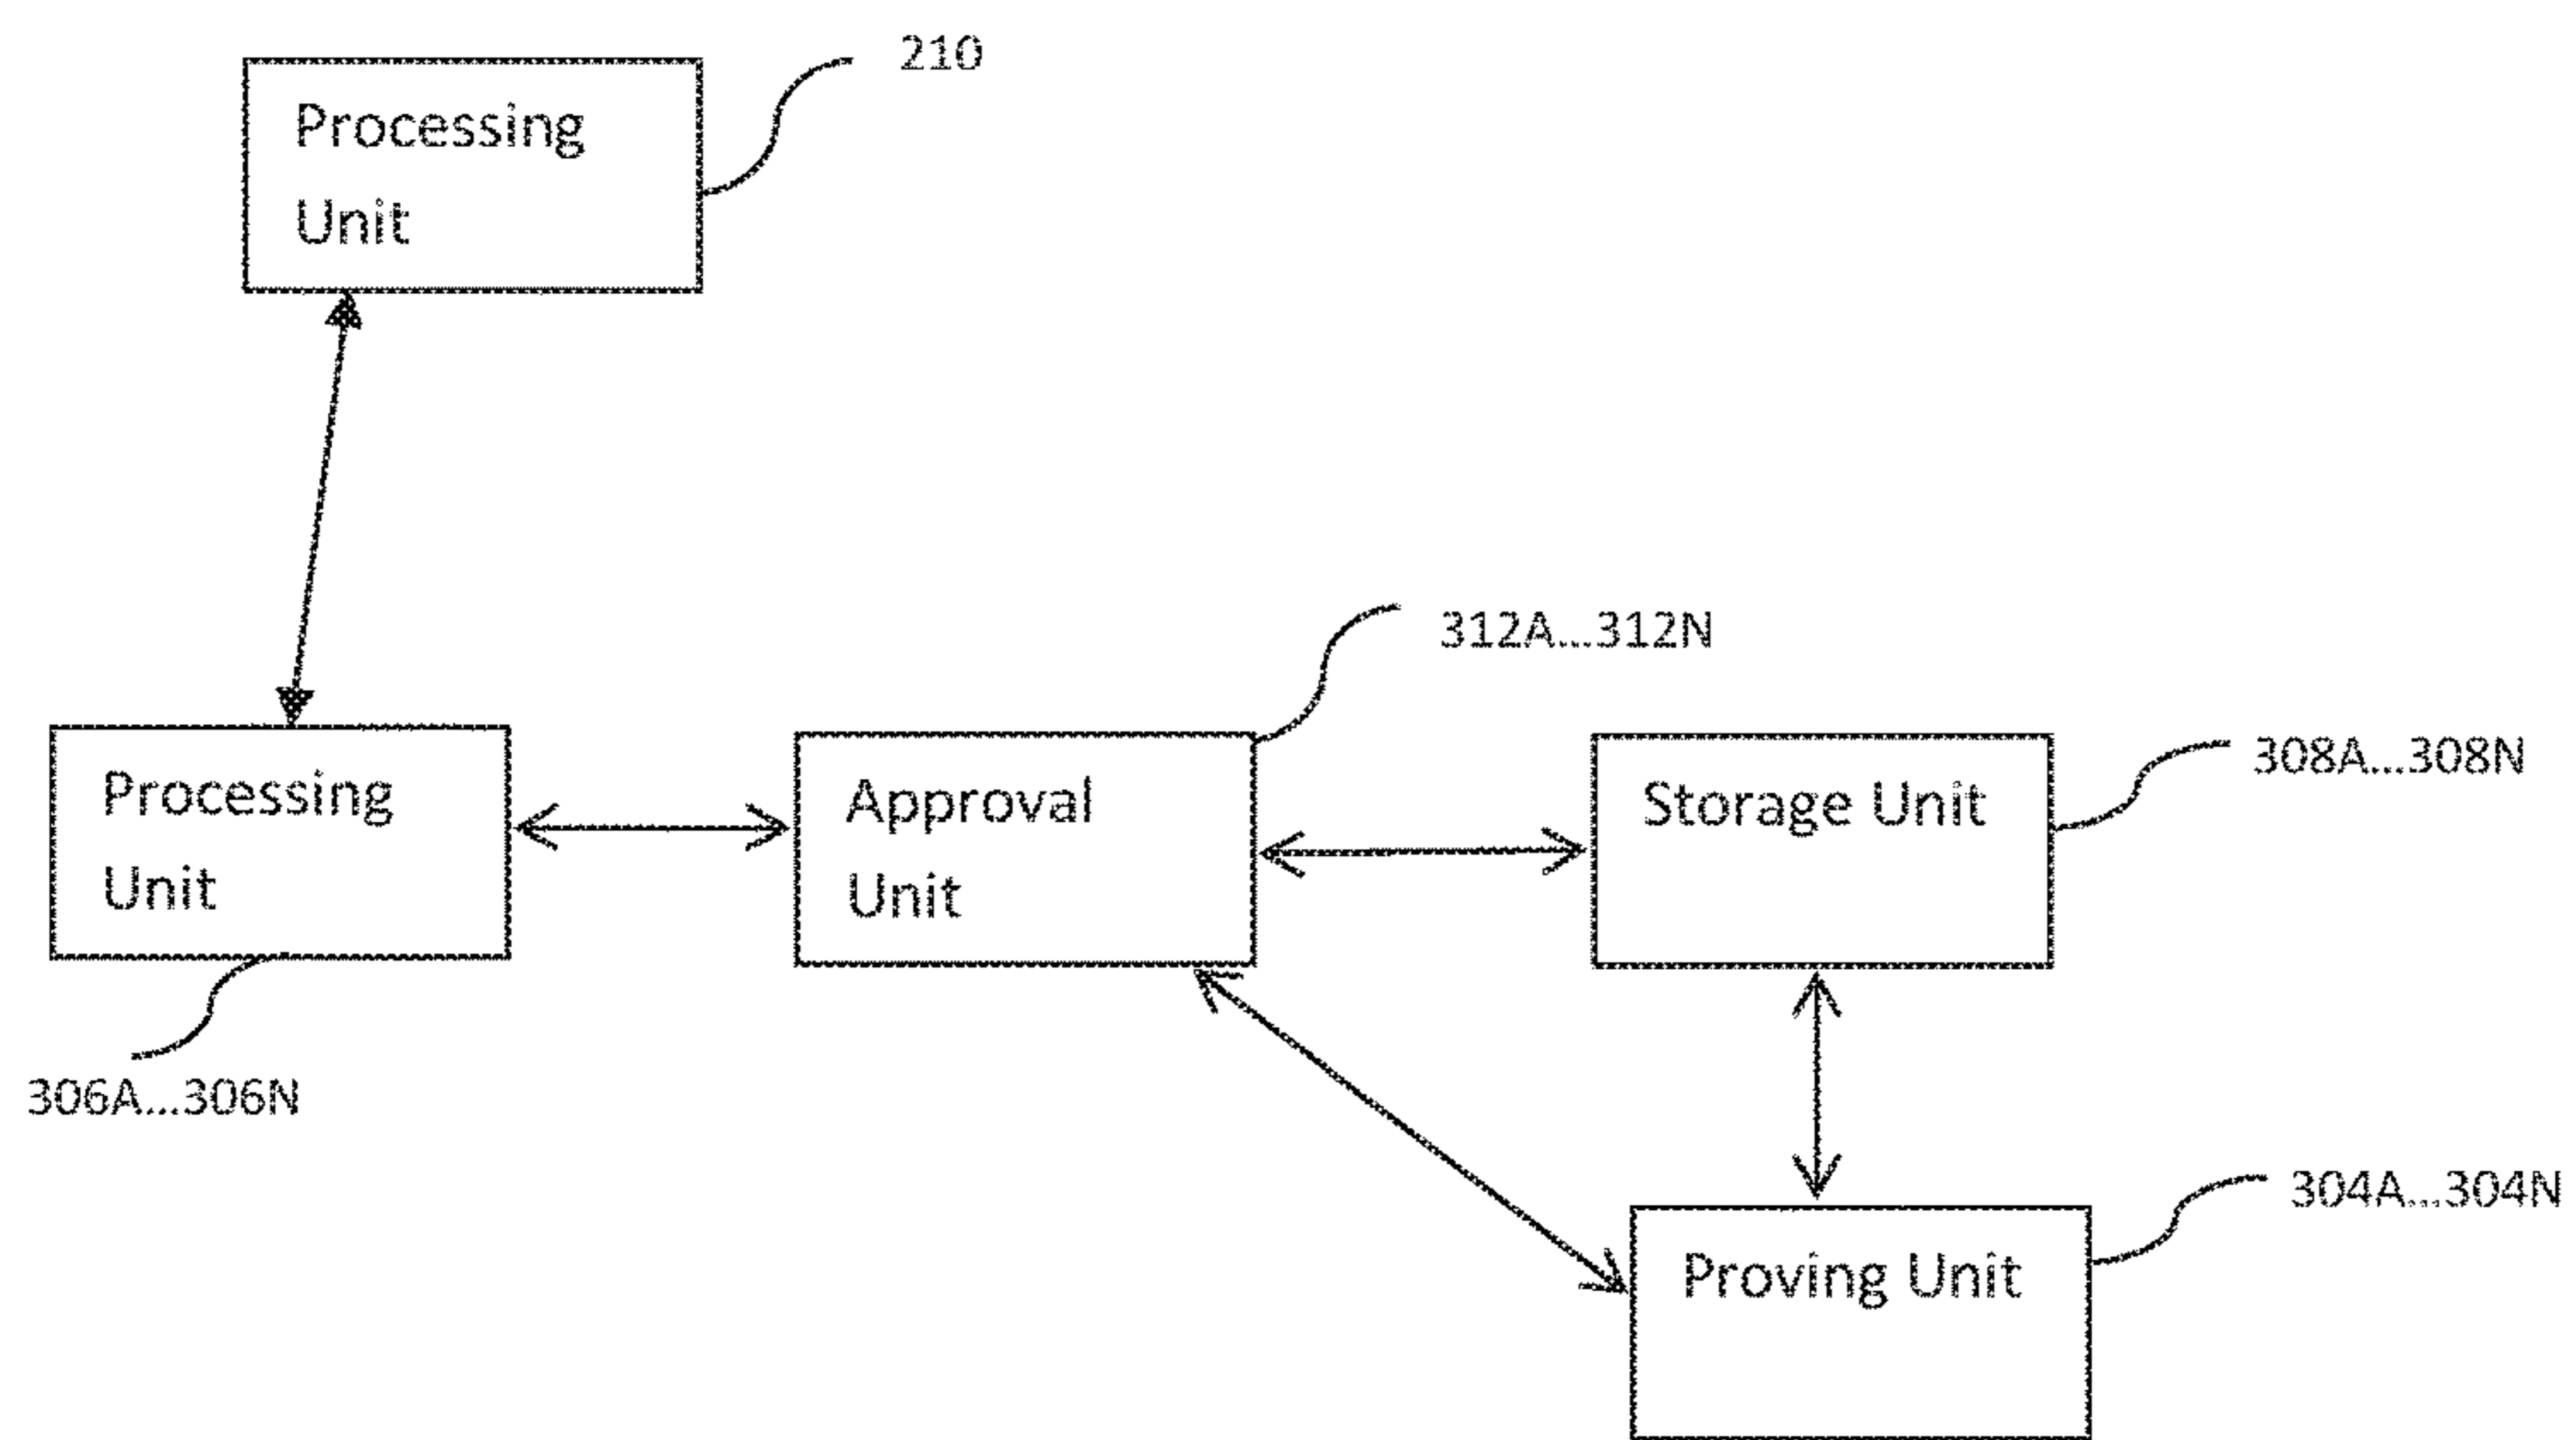 210
Processing
Unit
312A...312N
Processing
Unit
Approval
Unit
Storage Unit
308A...308N
306A...306N
304A...304N
Proving Unit